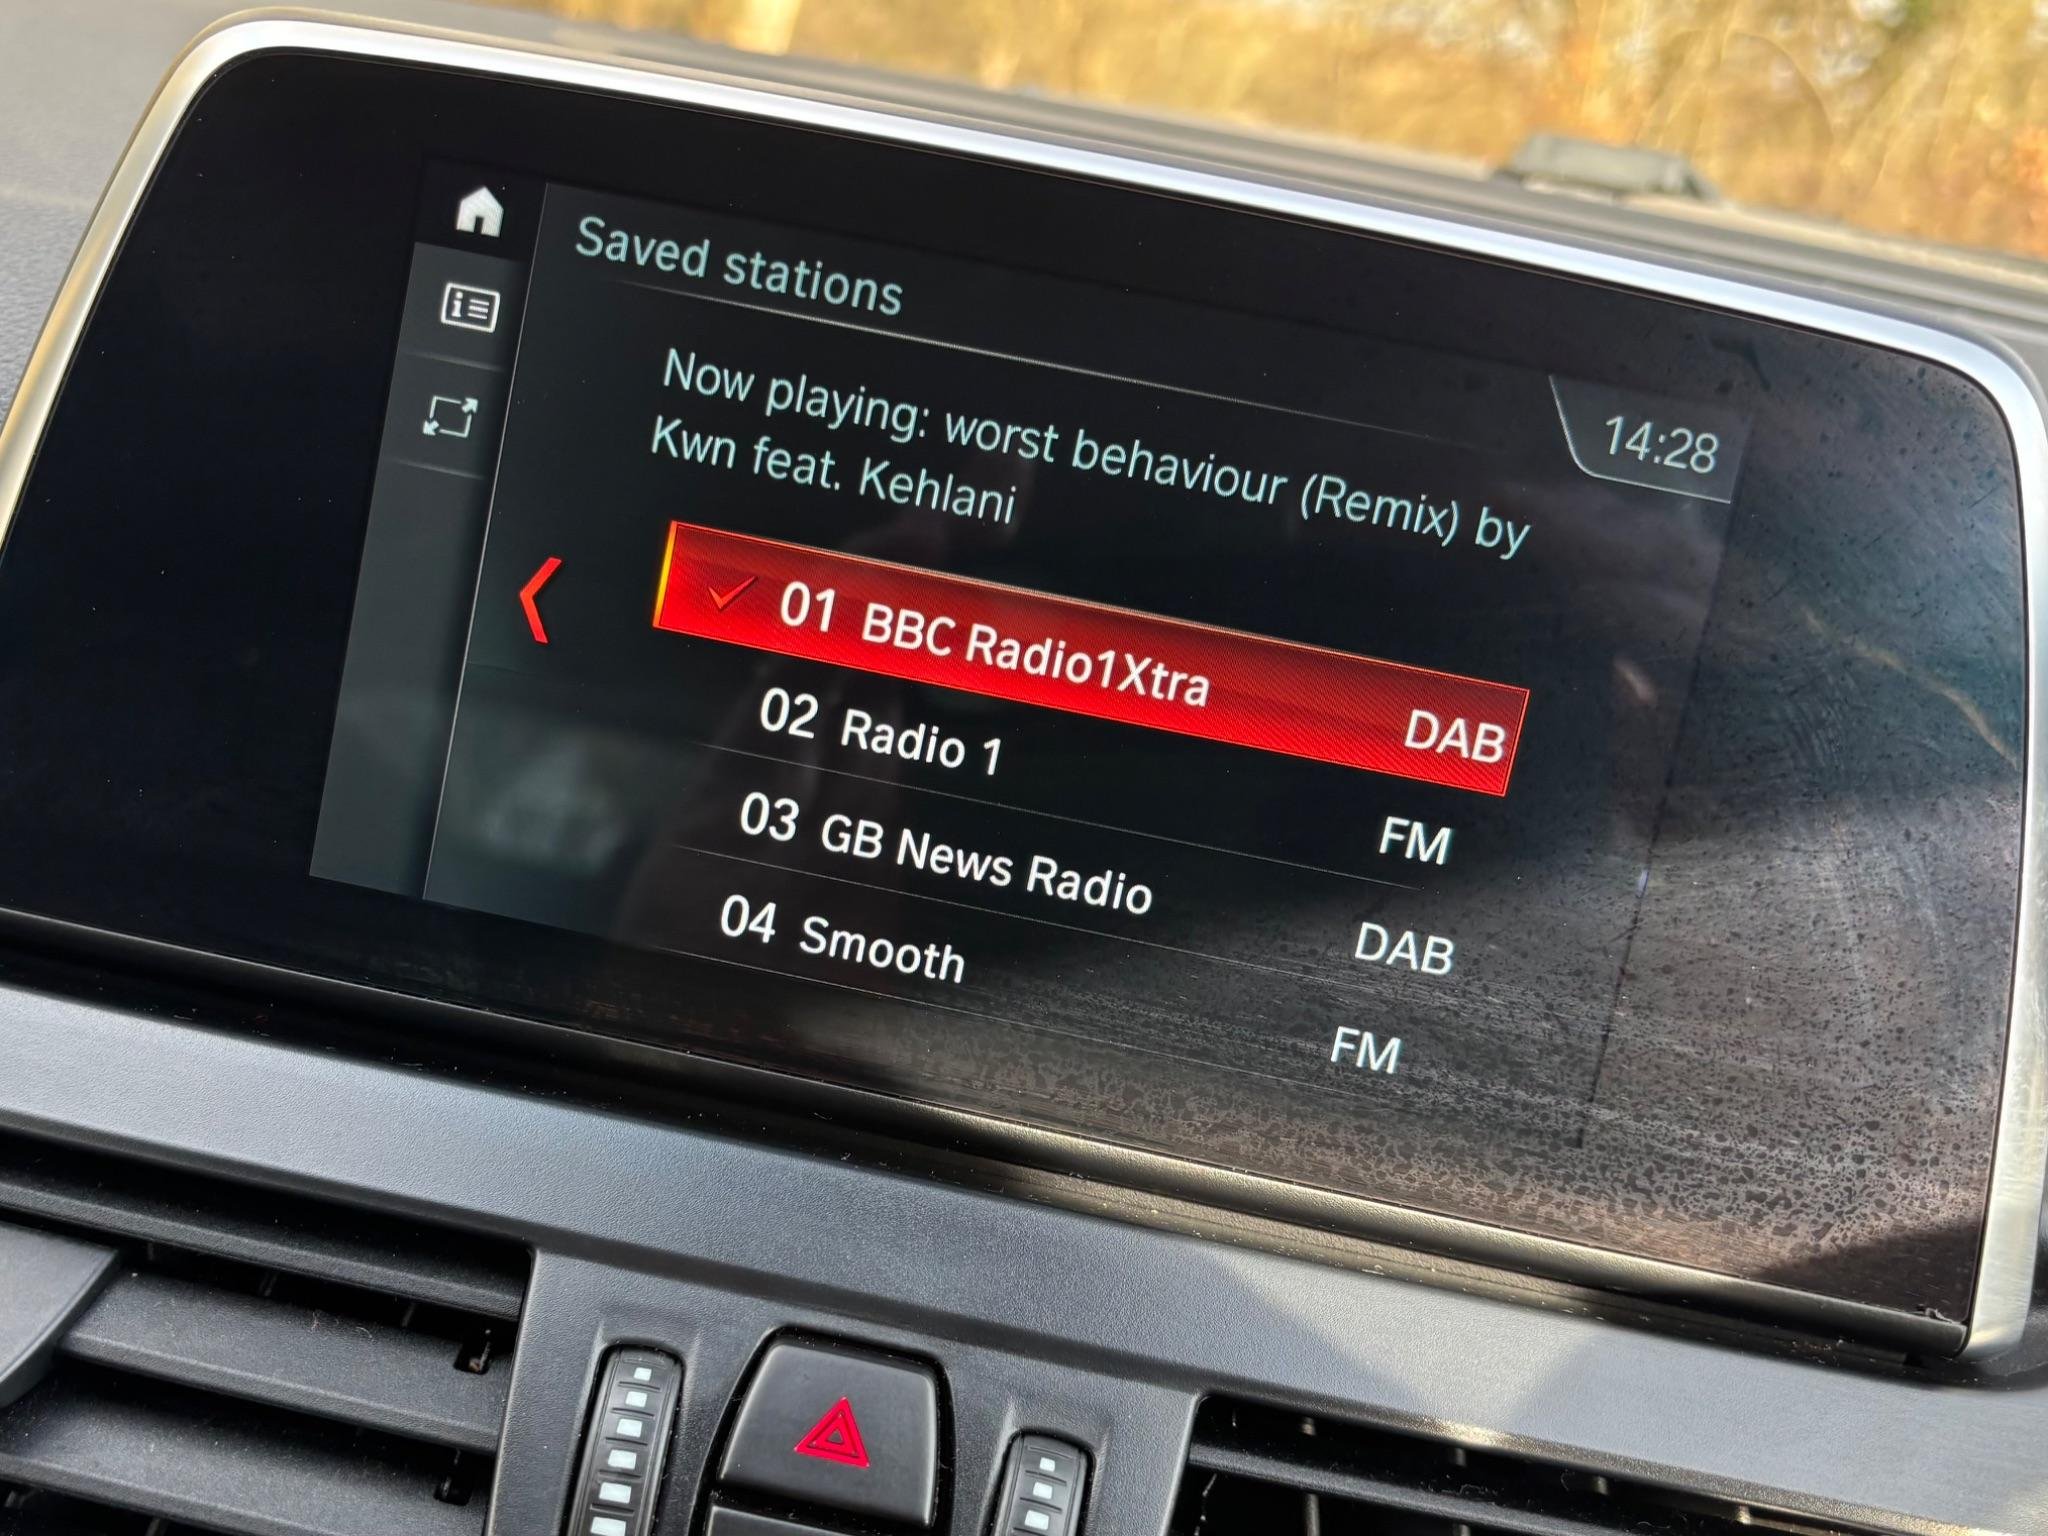 Saved stations
14:28
Now playing: worst behaviour (Remix) by
Kwn feat. Kehlani
01 BBC Radio1Xtra DAB
02 Radio 1 FM
03 GB News Radio DAB
04 Smooth FM